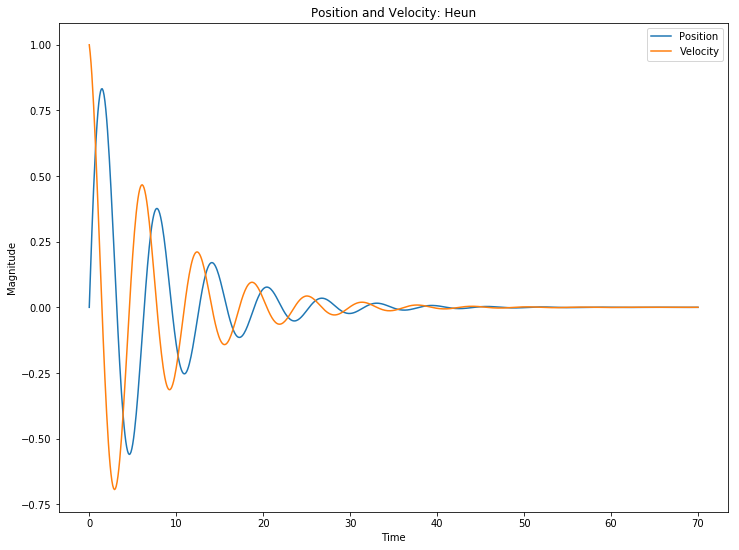 Position and Velocity: Heun
Position
Velocity
Magnitude
1.00
0.75
0.50
0.25
0.00
−0.25
−0.50
−0.75
0 10 20 30 40 50 60 70
Time